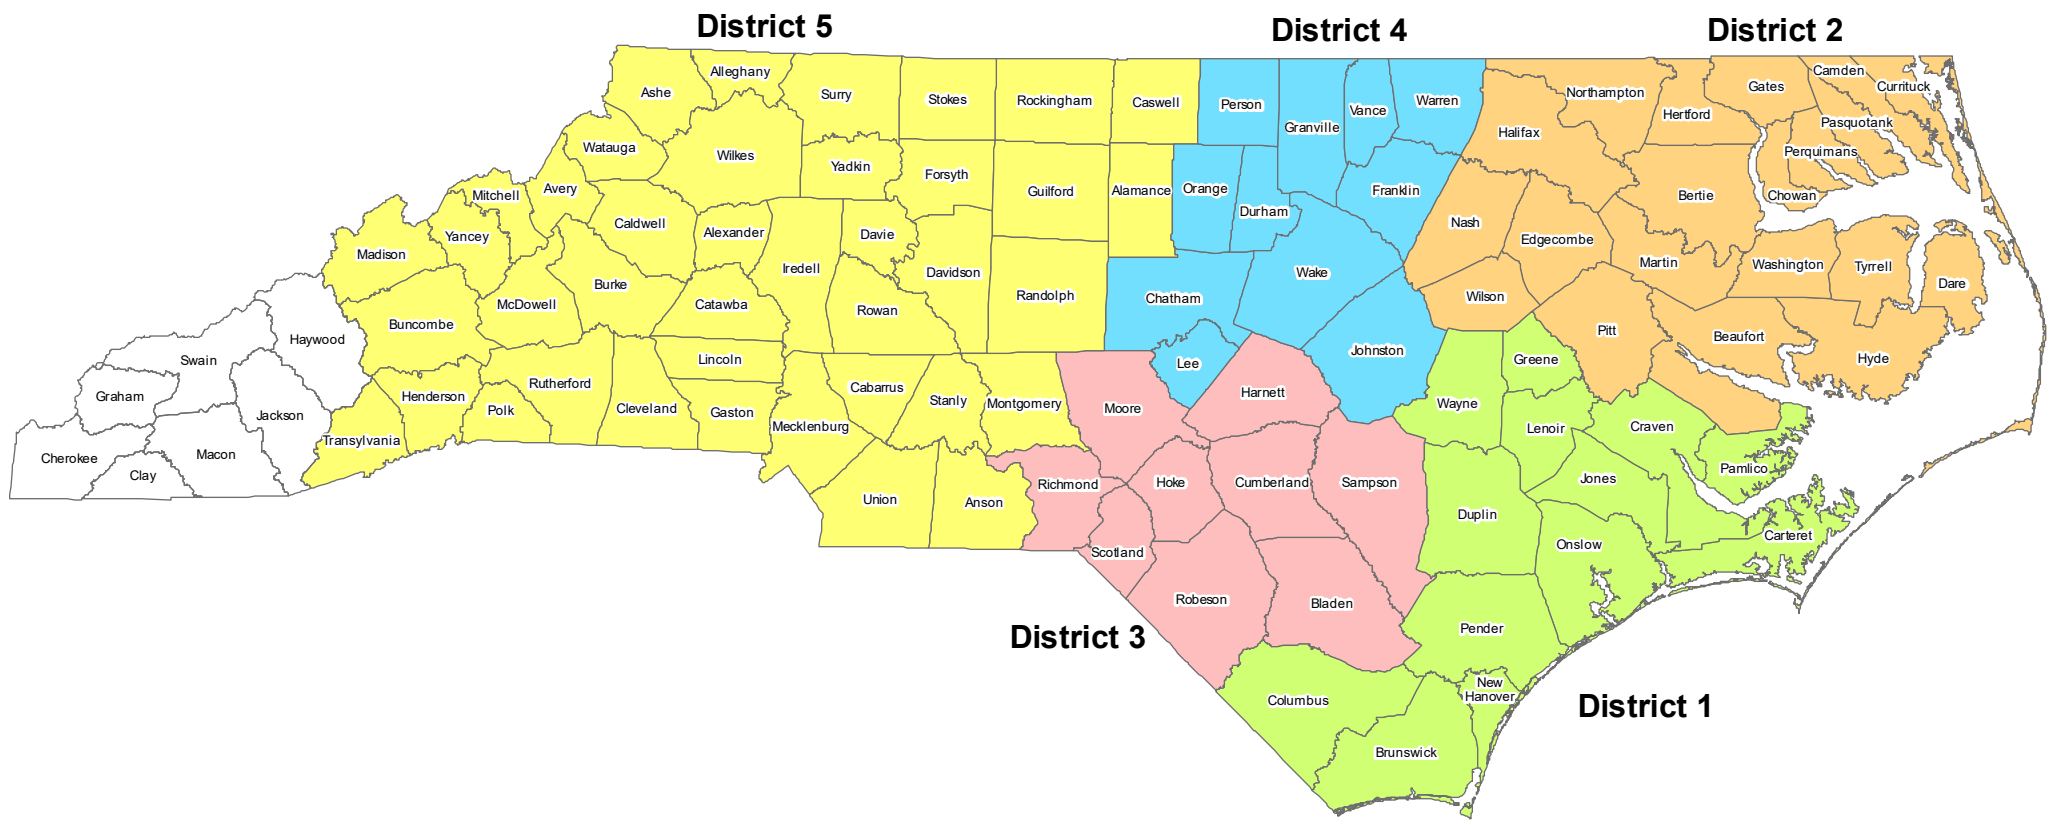 District 5
District 4
District 2
Alleghany
Ashe
Surry
Stokes
Rockingham
Caswell
Person
Granville
Vance
Warren
Northampton
Hertford
Gates
Camden
Currituck
Halifax
Pasquotank
Perquimans
Chowan
Watauga
Wilkes
Yadkin
Forsyth
Guilford
Alamance
Orange
Durham
Franklin
Nash
Edgecombe
Bertie
Martin
Washington
Tyrrell
Dare
Mitchell
Avery
Yancey
Caldwell
Alexander
Davie
Iredell
Davidson
Randolph
Chatham
Wake
Wilson
Madison
Buncombe
McDowell
Burke
Catawba
Rowan
Johnston
Pitt
Beaufort
Hyde
Haywood
Swain
Graham
Jackson
Macon
Cherokee
Clay
Transylvania
Henderson
Polk
Rutherford
Cleveland
Lincoln
Gaston
Mecklenburg
Cabarrus
Stanly
Montgomery
Moore
Lee
Harnett
Wayne
Greene
Lenoir
Craven
Pamlico
Jones
Carteret
Union
Anson
Richmond
Hoke
Cumberland
Sampson
Duplin
Onslow
Scotland
Robeson
Bladen
Pender
District 3
Columbus
Brunswick
New
Hanover
District 1